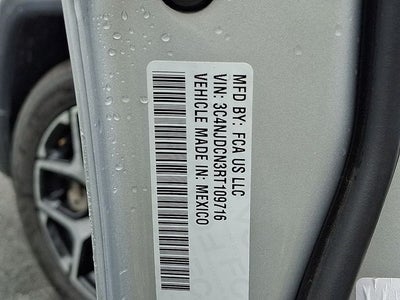 MFD BY: FCA US LLC
VIN: 3C4NJDCN3RT109716
VEHICLE MADE IN: MEXICO